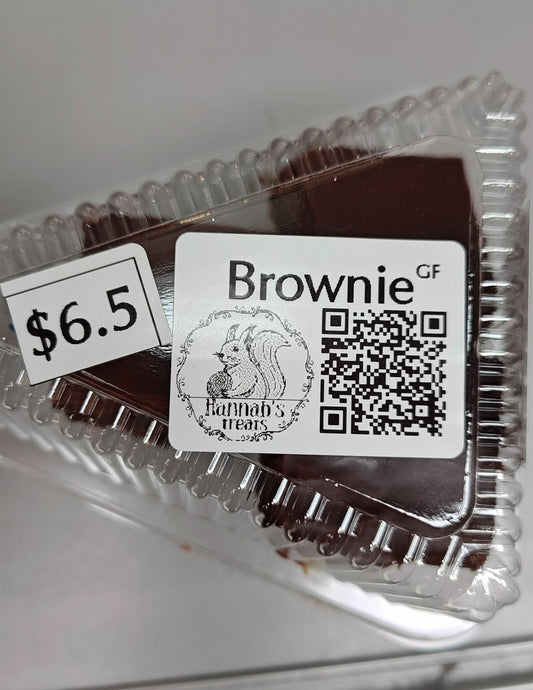 Brownie GF
$6.5
Hannah's
treats